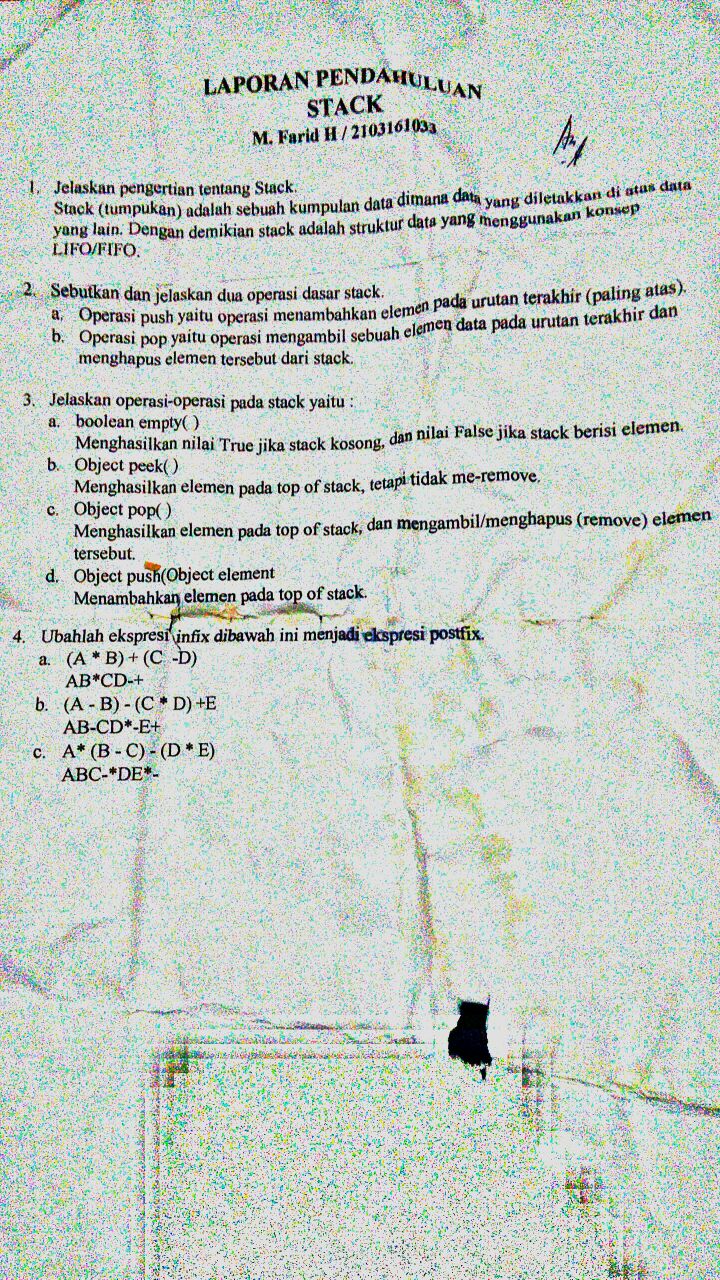 LAPORAN PENDAHULUAN
STACK
M. Farid H / 2103161033
1. Jelaskan pengertian tentang Stack.
Stack (tumpukan) adalah sebuah kumpulan data dimana data yang diletakkan di atas data
yang lain. Dengan demikian stack adalah struktur data yang menggunakan konsep
LIFO/FIFO.
2. Sebutkan dan jelaskan dua operasi dasar stack.
a. Operasi push yaitu operasi menambahkan elemen pada urutan terakhir (paling atas).
b. Operasi pop yaitu operasi mengambil sebuah elemen data pada urutan terakhir dan
menghapus elemen tersebut dari stack.
3. Jelaskan operasi-operasi pada stack yaitu :
a. boolean empty( )
Menghasilkan nilai True jika stack kosong, dan nilai False jika stack berisi elemen.
b. Object peek( )
Menghasilkan elemen pada top of stack, tetapi tidak me-remove.
c. Object pop( )
Menghasilkan elemen pada top of stack, dan mengambil/menghapus (remove) elemen
tersebut.
d. Object push(Object element
Menambahkan elemen pada top of stack.
4. Ubahlah ekspresi infix dibawah ini menjadi ekspresi postfix.
a. (A * B) + (C -D)
AB*CD-+
b. (A - B) - (C * D) +E
AB-CD*-E+
c. A* (B - C) - (D * E)
ABC-*DE*-